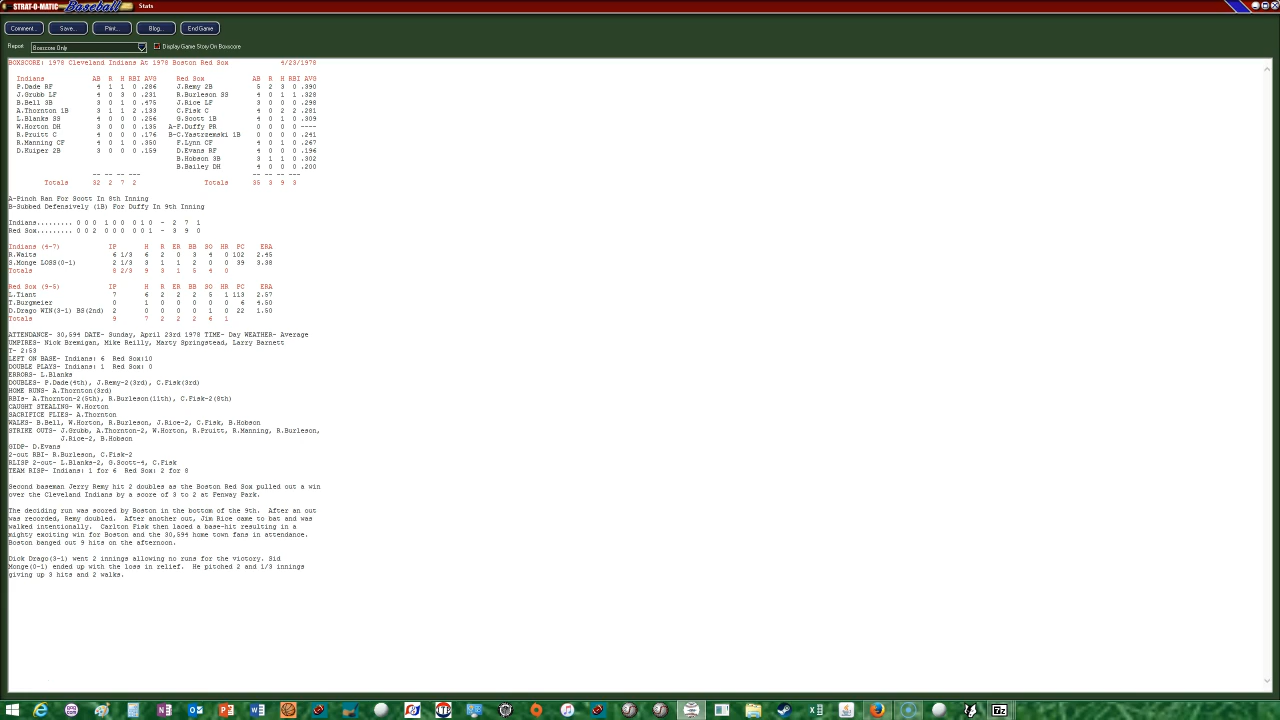 STRAT-O-MATIC Baseball Stats
Comment... Save... Print... Blog... End Game
Report Boxscore Only Display Game Story On Boxscore
BOXSCORE: 1978 Cleveland Indians At 1978 Boston Red Sox 4/23/1978
Indians AB R H RBI AVG Red Sox AB R H RBI AVG
P.Dade RF 4 1 1 0 .286 J.Remy 2B 5 2 3 0 .390
J.Grubb LF 4 0 3 0 .231 R.Burleson SS 4 0 1 1 .328
B.Bell 3B 3 0 1 0 .475 J.Rice LF 3 0 0 0 .298
A.Thornton 1B 3 1 1 2 .133 C.Fisk C 4 0 2 2 .281
L.Blanks SS 4 0 0 0 .256 G.Scott 1B 4 0 1 0 .309
W.Horton DH 3 0 0 0 .135 A-F.Duffy PR 0 0 0 0 ----
R.Pruitt C 4 0 0 0 .176 B-C.Yastrzemski 1B 0 0 0 0 .241
R.Manning CF 4 0 1 0 .350 F.Lynn CF 4 0 1 0 .267
D.Kuiper 2B 3 0 0 0 .159 D.Evans RF 4 0 0 0 .196
B.Hobson 3B 3 1 1 0 .302
B.Bailey DH 4 0 0 0 .200
-- -- -- --- -- -- -- ---
Totals 32 2 7 2 Totals 35 3 9 3
A-Pinch Ran For Scott In 8th Inning
B-Subbed Defensively (1B) For Duffy In 9th Inning
Indians......... 0 0 0 1 0 0 0 1 0 - 2 7 1
Red Sox......... 0 0 2 0 0 0 0 0 1 - 3 9 0
Indians (4-7) IP H R ER BB SO HR PC ERA
R.Waits 6 1/3 6 2 0 3 4 0 102 2.45
S.Monge LOSS(0-1) 2 1/3 3 1 1 2 0 0 39 3.38
Totals 8 2/3 9 3 1 5 4 0
Red Sox (9-5) IP H R ER BB SO HR PC ERA
L.Tiant 7 6 2 2 2 5 1 113 2.57
T.Burgmeier 0 1 0 0 0 0 0 6 4.50
D.Drago WIN(3-1) BS(2nd) 2 0 0 0 0 1 0 22 1.50
Totals 9 7 2 2 2 6 1
ATTENDANCE- 30,594 DATE- Sunday, April 23rd 1978 TIME- Day WEATHER- Average
UMPIRES- Nick Bremigan, Mike Reilly, Marty Springstead, Larry Barnett
T- 2:53
LEFT ON BASE- Indians: 6 Red Sox:10
DOUBLE PLAYS- Indians: 1 Red Sox: 0
ERRORS- L.Blanks
DOUBLES- P.Dade(4th), J.Remy-2(3rd), C.Fisk(3rd)
HOME RUNS- A.Thornton(3rd)
RBIs- A.Thornton-2(5th), R.Burleson(11th), C.Fisk-2(8th)
CAUGHT STEALING- W.Horton
SACRIFICE FLIES- A.Thornton
WALKS- B.Bell, W.Horton, R.Burleson, J.Rice-2, C.Fisk, B.Hobson
STRIKE OUTS- J.Grubb, A.Thornton-2, W.Horton, R.Pruitt, R.Manning, R.Burleson,
J.Rice-2, B.Hobson
GIDP- D.Evans
2-out RBI- R.Burleson, C.Fisk-2
RLISP 2-out- L.Blanks-2, G.Scott-4, C.Fisk
TEAM RISP- Indians: 1 for 6 Red Sox: 2 for 8
Second baseman Jerry Remy hit 2 doubles as the Boston Red Sox pulled out a win
over the Cleveland Indians by a score of 3 to 2 at Fenway Park.
The deciding run was scored by Boston in the bottom of the 9th. After an out
was recorded, Remy doubled. After another out, Jim Rice came to bat and was
walked intentionally. Carlton Fisk then laced a base-hit resulting in a
mighty exciting win for Boston and the 30,594 home town fans in attendance.
Boston banged out 9 hits on the afternoon.
Dick Drago(3-1) went 2 innings allowing no runs for the victory. Sid
Monge(0-1) ended up with the loss in relief. He pitched 2 and 1/3 innings
giving up 3 hits and 2 walks.